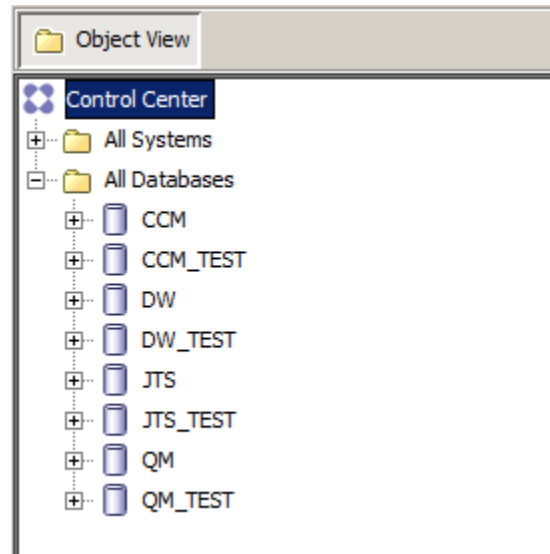 Object View
Control Center
All Systems
All Databases
CCM
CCM_TEST
DW
DW_TEST
JTS
JTS_TEST
QM
QM_TEST